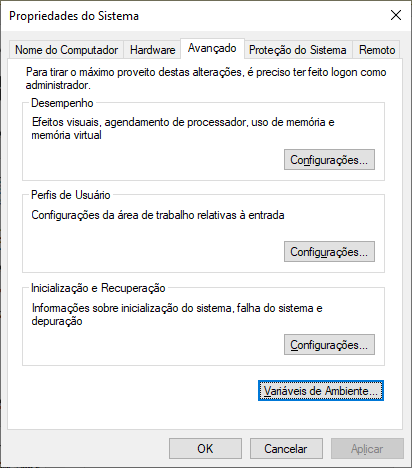 Propriedades do Sistema
Nome do Computador Hardware Avançado Proteção do Sistema Remoto
Para tirar o máximo proveito destas alterações, é preciso ter feito logon como
administrador.
Desempenho
Efeitos visuais, agendamento de processador, uso de memória e
memória virtual
Configurações...
Perfis de Usuário
Configurações da área de trabalho relativas à entrada
Configurações...
Inicialização e Recuperação
Informações sobre inicialização do sistema, falha do sistema e
depuração
Configurações...
Variáveis de Ambiente...
OK Cancelar Aplicar